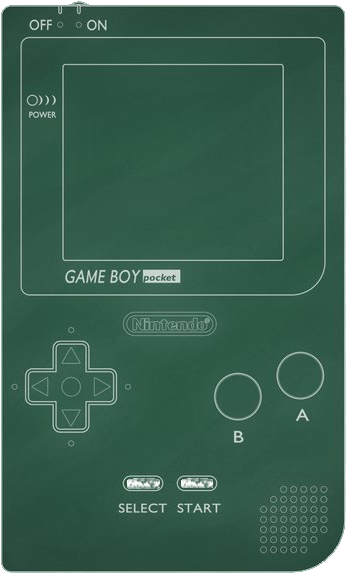 OFF ON
POWER
GAME BOY pocket
Nintendo®
A
B
SELECT START